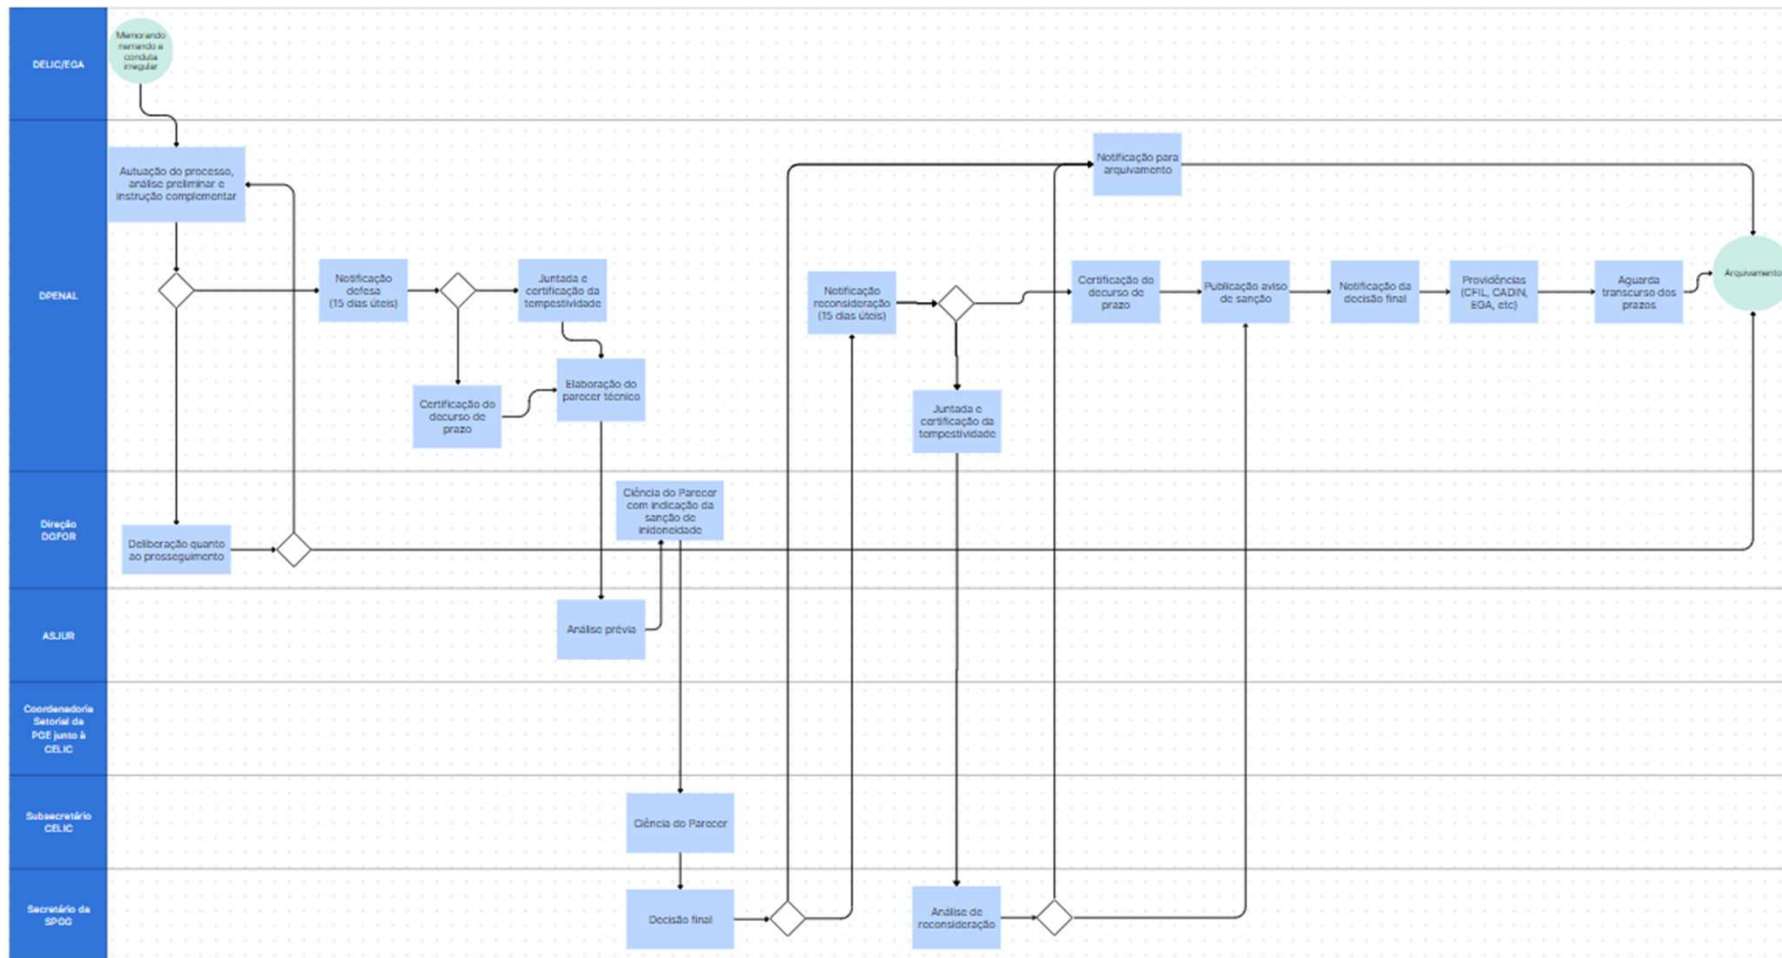 DELIC/EGA
Memorando
narrando a
conduta
irregular
DPENAL
Autuação do processo,
análise preliminar e
instrução complementar
Notificação
defesa
(15 dias úteis)
Juntada e
certificação da
tempestividade
Certificação do
decurso de
prazo
Elaboração do
parecer técnico
Notificação para
arquivamento
Notificação
reconsideração
(15 dias úteis)
Juntada e
certificação da
tempestividade
Certificação do
decurso de
prazo
Publicação aviso
de sanção
Notificação da
decisão final
Providências
(CFIL, CADIN,
EGA, etc)
Aguarda
transcurso dos
prazos
Arquivamento
Direção
DGFOR
Deliberação quanto
ao prosseguimento
Ciência do Parecer
com indicação da
sanção de
inidoneidade
ASJUR
Análise prévia
Coordenadoria
Setorial da
PGE junto à
CELIC
Subsecretário
CELIC
Ciência do Parecer
Secretário da
SPGG
Decisão final
Análise de
reconsideração